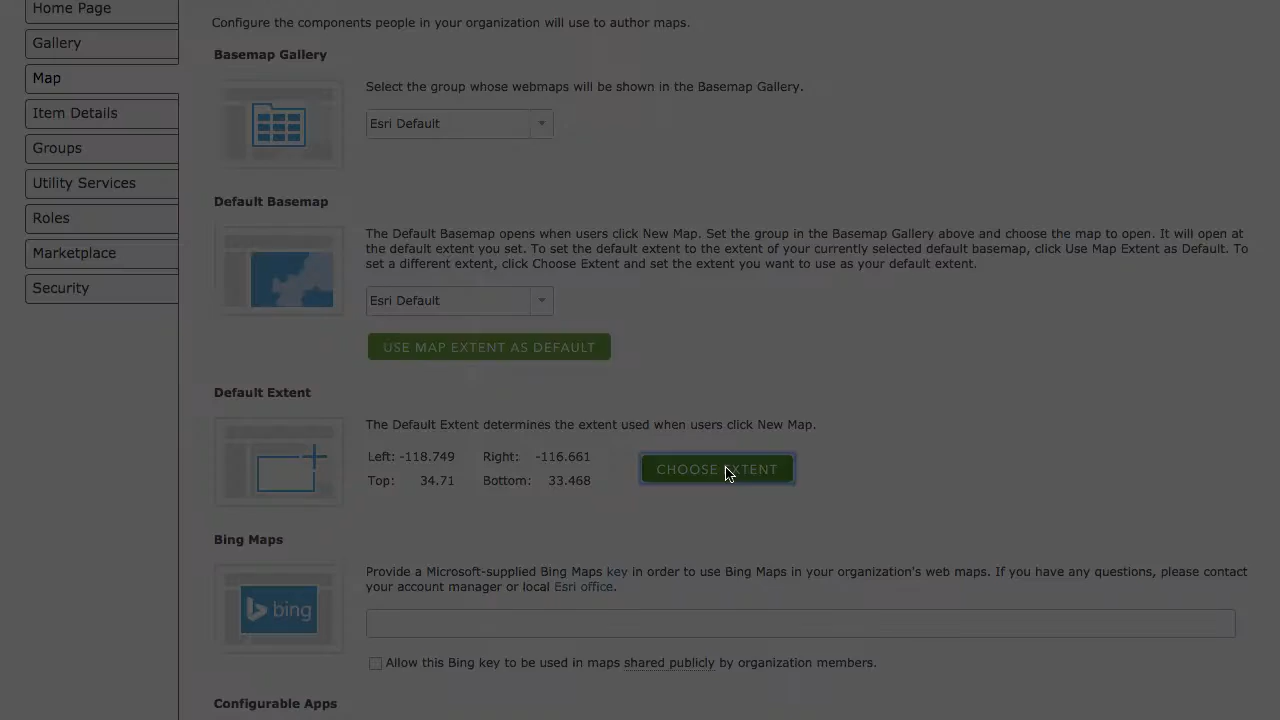 Home Page
Gallery
Map
Item Details
Groups
Utility Services
Roles
Marketplace
Security
Configure the components people in your organization will use to author maps.
Basemap Gallery
Select the group whose webmaps will be shown in the Basemap Gallery.
Esri Default
Default Basemap
The Default Basemap opens when users click New Map. Set the group in the Basemap Gallery above and choose the map to open. It will open at
the default extent you set. To set the default extent to the extent of your currently selected default basemap, click Use Map Extent as Default. To
set a different extent, click Choose Extent and set the extent you want to use as your default extent.
Esri Default
USE MAP EXTENT AS DEFAULT
Default Extent
The Default Extent determines the extent used when users click New Map.
Left: -118.749 Right: -116.661
Top: 34.71 Bottom: 33.468
CHOOSE EXTENT
Bing Maps
Provide a Microsoft-supplied Bing Maps key in order to use Bing Maps in your organization's web maps. If you have any questions, please contact
your account manager or local Esri office.
bing
Allow this Bing key to be used in maps shared publicly by organization members.
Configurable Apps